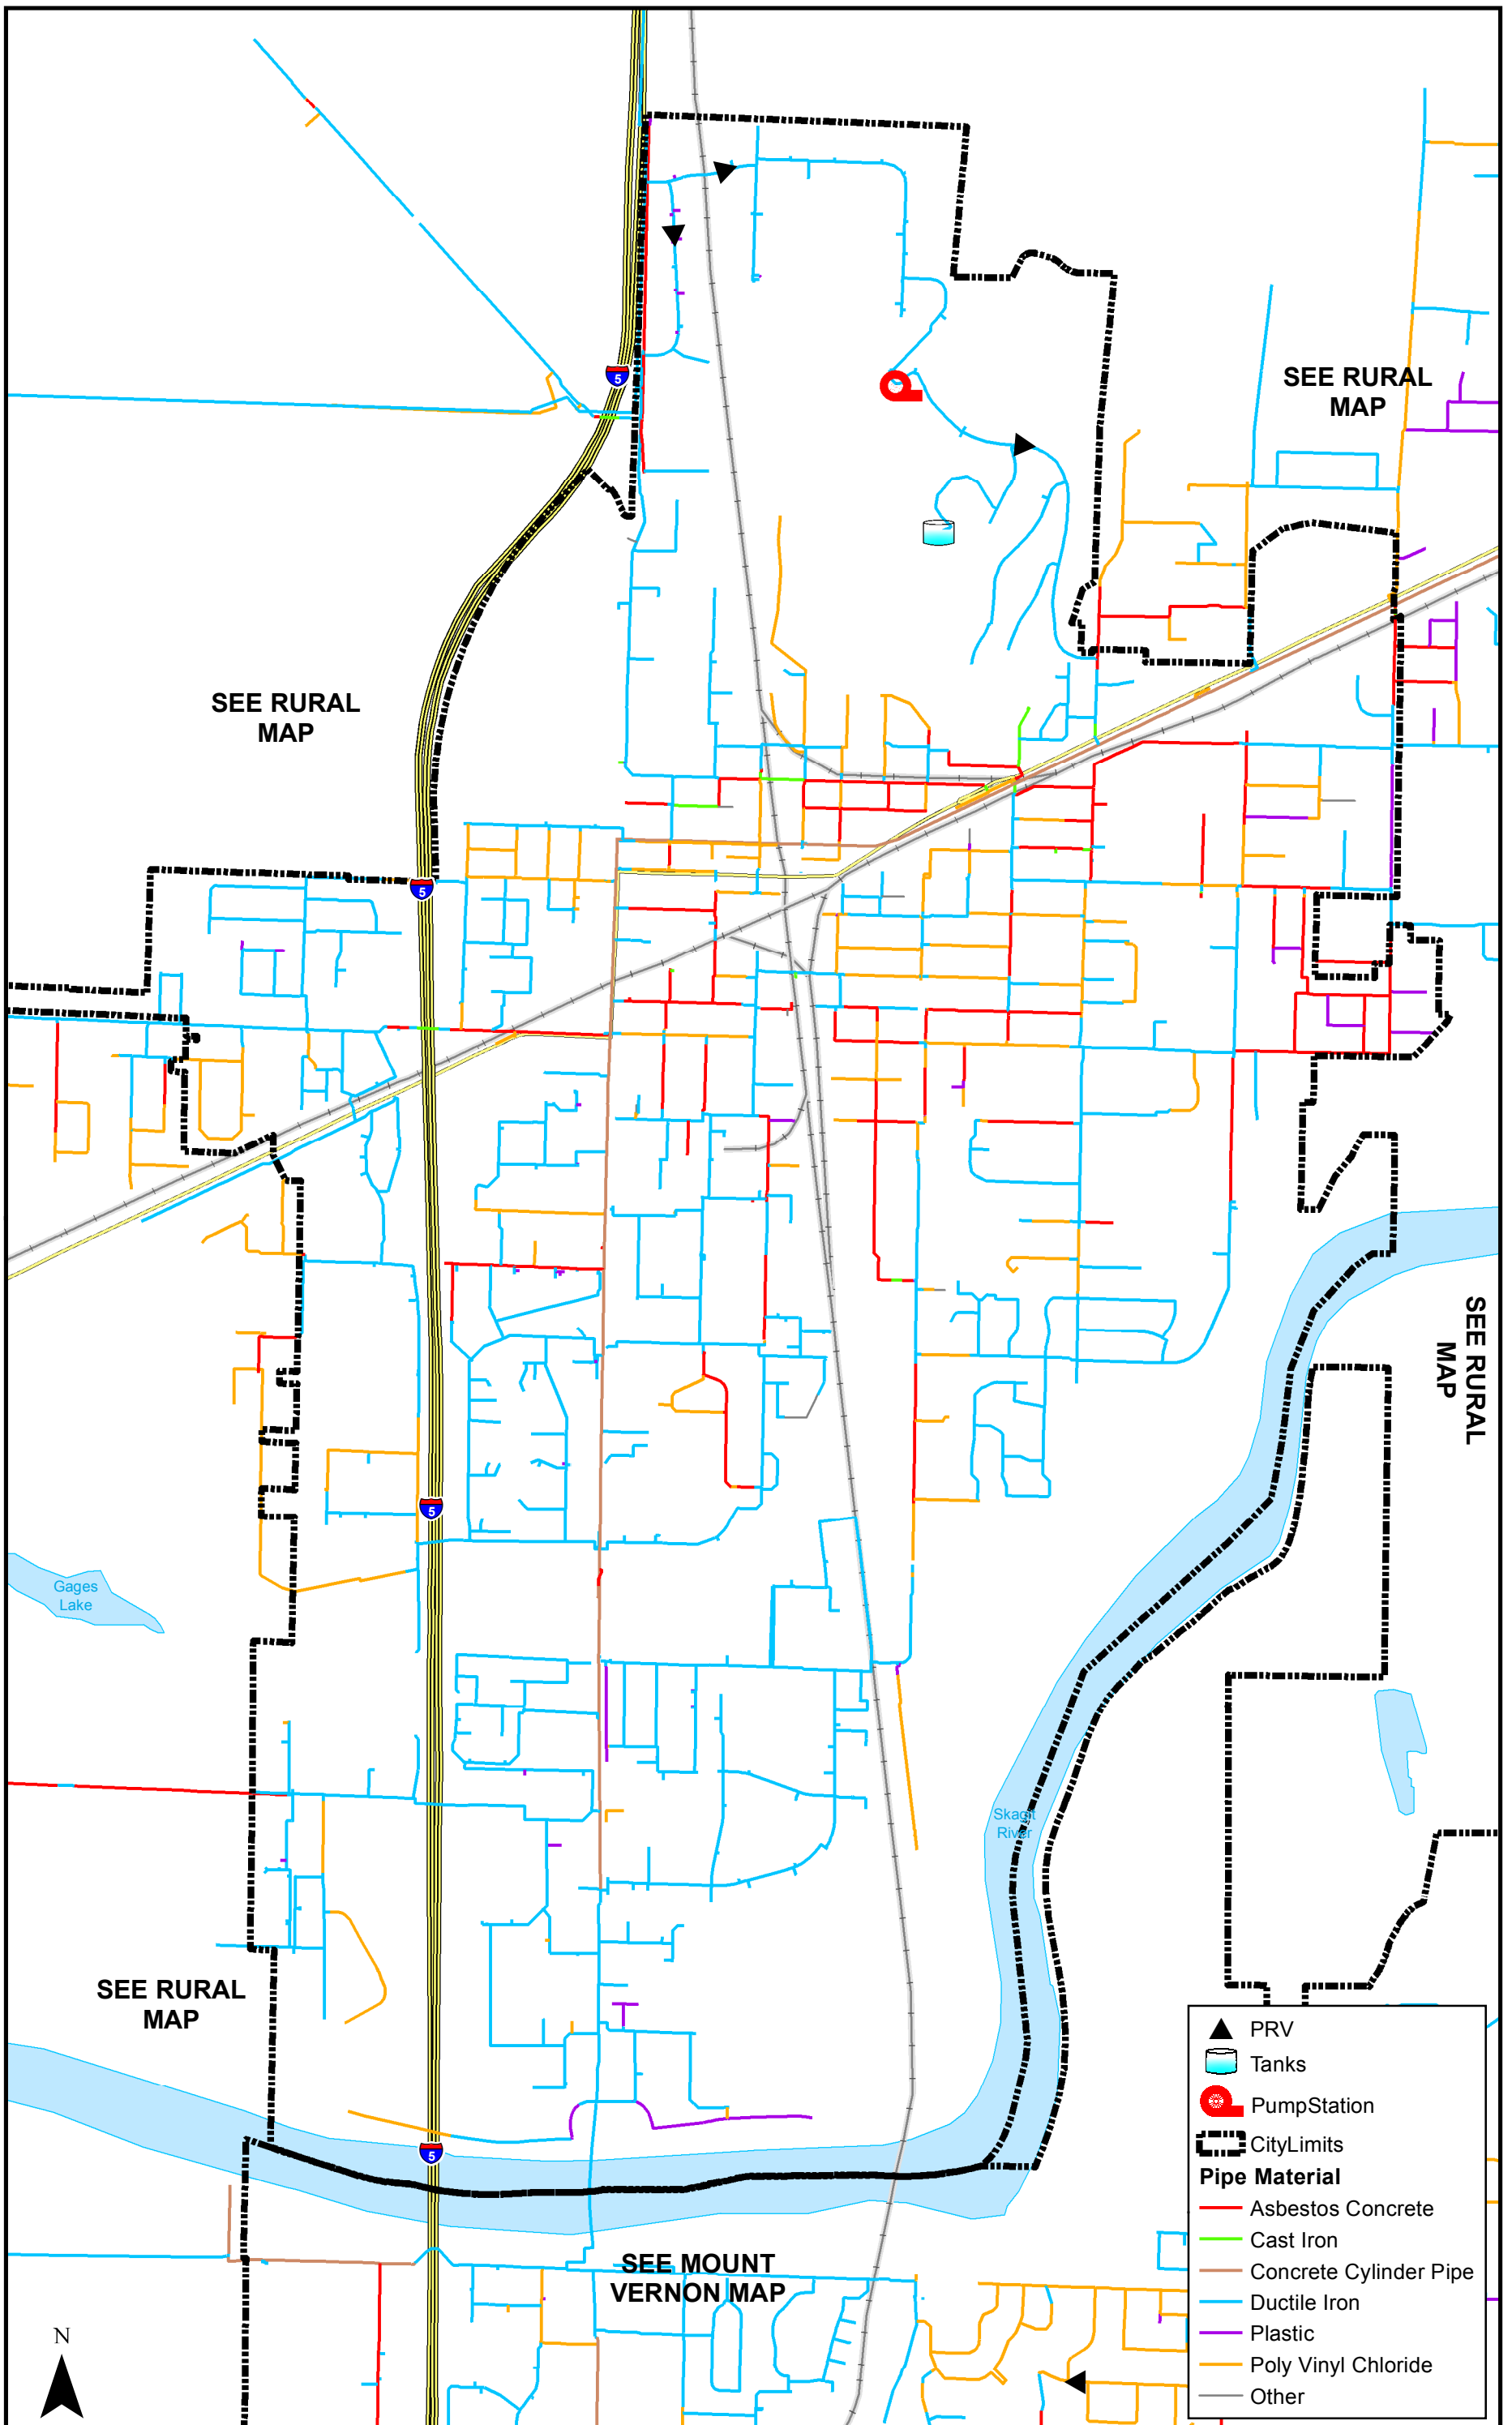 5
SEE RURAL
MAP
SEE RURAL
MAP
5
SEE RURAL
MAP
5
Gages
Lake
Skagit
River
SEE RURAL
MAP
5
SEE MOUNT
VERNON MAP
N
PRV
Tanks
PumpStation
CityLimits
Pipe Material
Asbestos Concrete
Cast Iron
Concrete Cylinder Pipe
Ductile Iron
Plastic
Poly Vinyl Chloride
Other